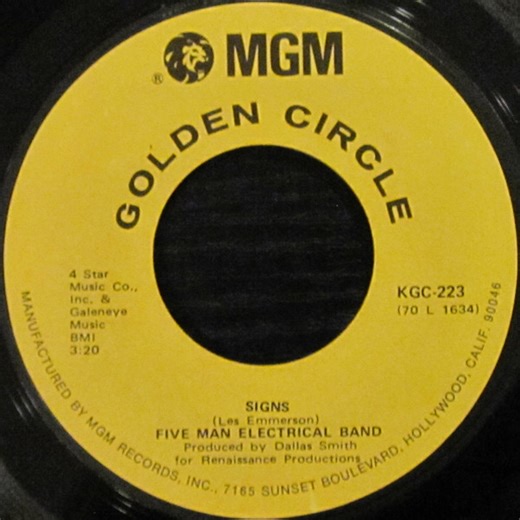 ® MGM
GOLDEN CIRCLE
4 Star
Music Co.,
Inc. &
Galeneye
Music
BMI
3:20
KGC-223
(70 L 1634)
SIGNS
(Les Emmerson)
FIVE MAN ELECTRICAL BAND
Produced by Dallas Smith
for Renaissance Productions
MANUFACTURED BY MGM RECORDS, INC., 7165 SUNSET BOULEVARD, HOLLYWOOD, CALIF. 90046